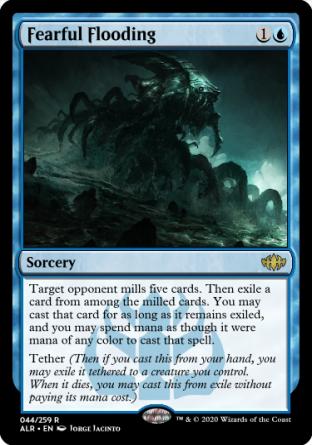 Fearful Flooding 1
Sorcery
Target opponent mills five cards. Then exile a
card from among the milled cards. You may
cast that card for as long as it remains exiled,
and you may spend mana as though it were
mana of any color to cast that spell.
Tether (Then if you cast this from your hand, you
may exile it tethered to a creature you control.
When it dies, you may cast this from exile without
paying its mana cost.)
044/259 R
ALR • EN Jorge Jacinto
™ & © 2020 Wizards of the Coast